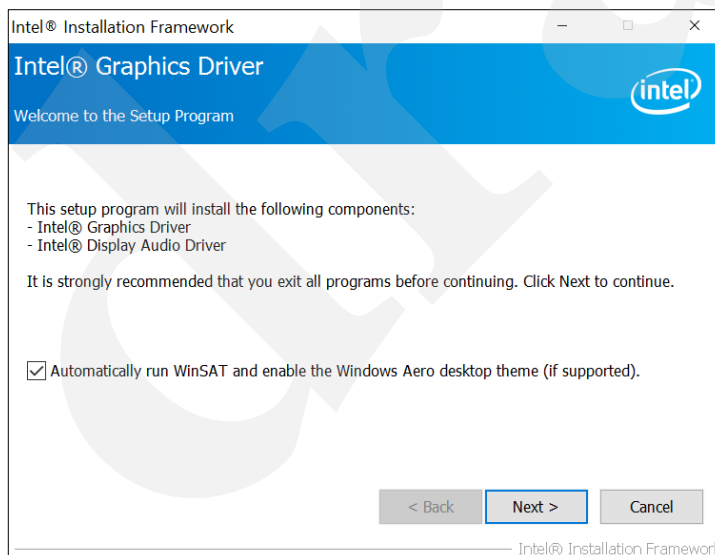 Intel® Installation Framework
Intel® Graphics Driver
Welcome to the Setup Program
intel
This setup program will install the following components:
- Intel® Graphics Driver
- Intel® Display Audio Driver
It is strongly recommended that you exit all programs before continuing. Click Next to continue.
Automatically run WinSAT and enable the Windows Aero desktop theme (if supported).
< Back Next > Cancel
Intel® Installation Framework